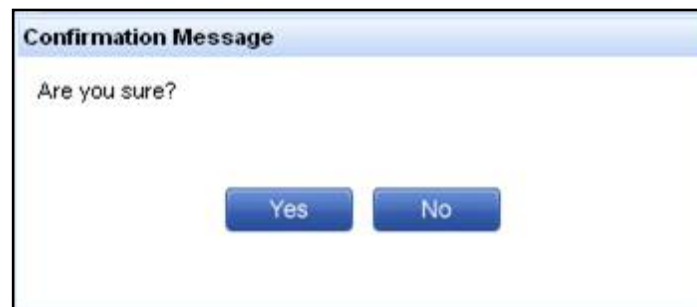 Confirmation Message
Are you sure?
Yes No